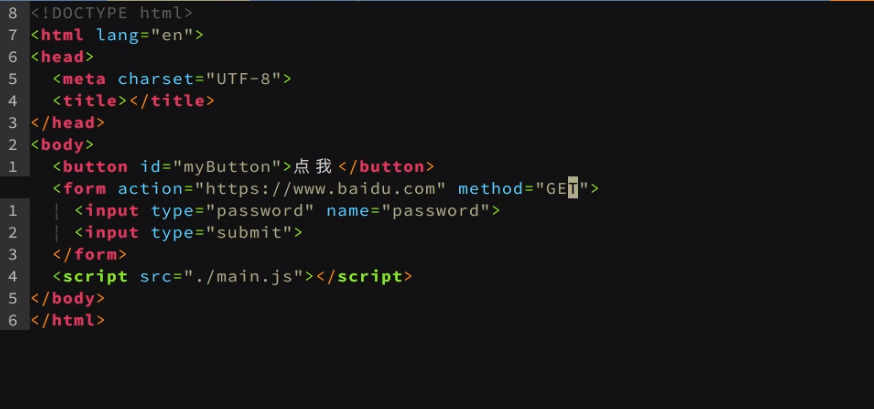 8 <!DOCTYPE html>
7 <html lang="en">
6 <head>
5   <meta charset="UTF-8">
4   <title></title>
3 </head>
2 <body>
1   <button id="myButton">点我</button>
  <form action="https://www.baidu.com" method="GET">
1 ¦ <input type="password" name="password">
2 ¦ <input type="submit">
3   </form>
4   <script src="./main.js"></script>
5 </body>
6 </html>